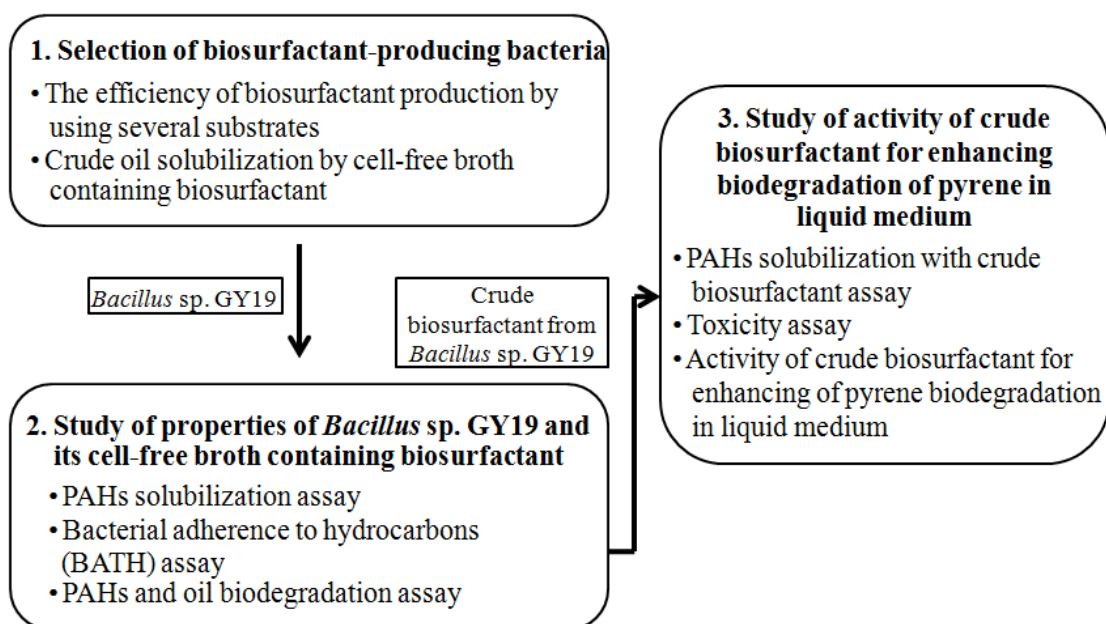 1. Selection of biosurfactant-producing bacteria
• The efficiency of biosurfactant production by
using several substrates
• Crude oil solubilization by cell-free broth
containing biosurfactant
Bacillus sp. GY19
Crude
biosurfactant from
Bacillus sp. GY19
2. Study of properties of Bacillus sp. GY19 and
its cell-free broth containing biosurfactant
• PAHs solubilization assay
• Bacterial adherence to hydrocarbons
(BATH) assay
• PAHs and oil biodegradation assay
3. Study of activity of crude
biosurfactant for enhancing
biodegradation of pyrene in
liquid medium
• PAHs solubilization with crude
biosurfactant assay
• Toxicity assay
• Activity of crude biosurfactant for
enhancing of pyrene biodegradation
in liquid medium